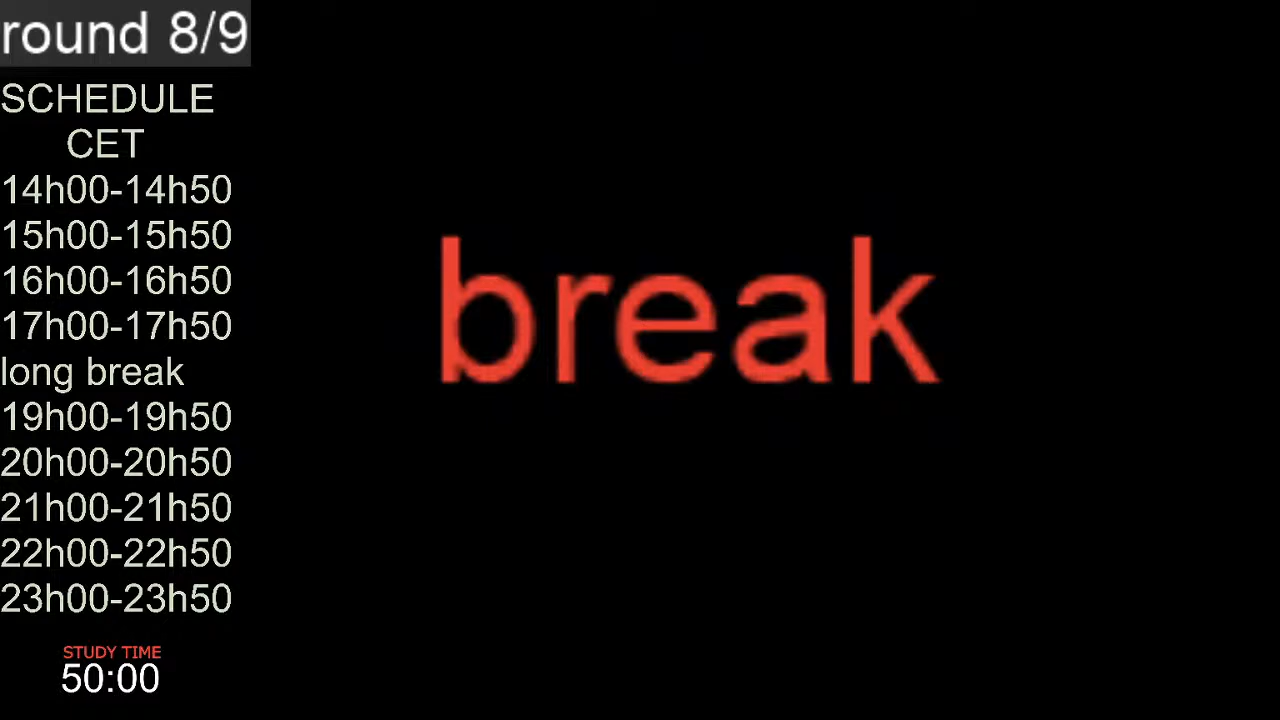 round 8/9
SCHEDULE
CET
14h00-14h50
15h00-15h50
16h00-16h50
17h00-17h50
long break
19h00-19h50
20h00-20h50
21h00-21h50
22h00-22h50
23h00-23h50
STUDY TIME
50:00
break